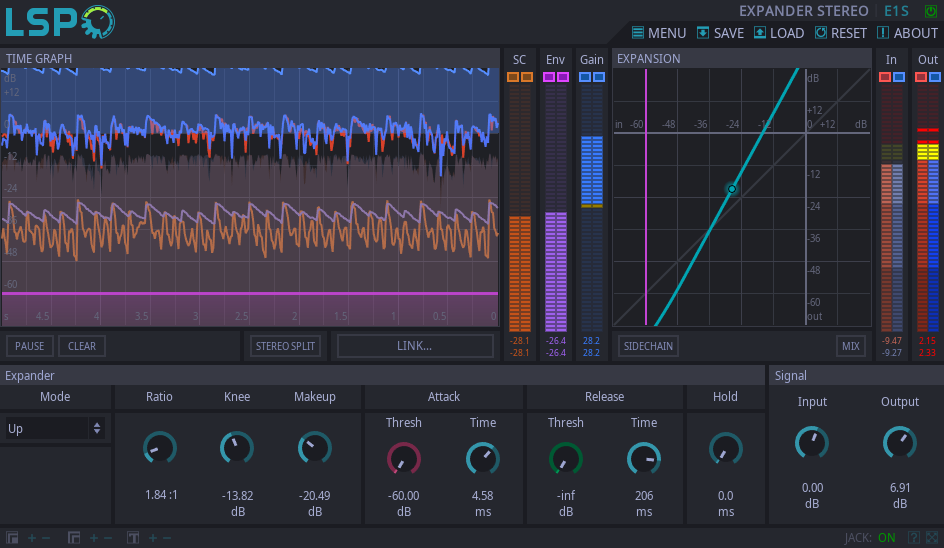 LSP EXPANDER STEREO E1S
MENU SAVE LOAD RESET ABOUT
TIME GRAPH SC Env Gain EXPANSION In Out
dB dB
+12 +12
0 in -60 -48 -36 -24 -12 0 +12 dB
-12 -12
-24 -24
-36
-48 -48
-60 -60
s 4.5 4 3.5 3 2.5 2 1.5 1 0.5 0 out
PAUSE CLEAR STEREO SPLIT LINK... -28.1 -26.4 28.2 SIDECHAIN MIX -9.47 2.15
-28.1 -26.4 28.2 -9.27 2.33
Expander Signal
Mode Ratio Knee Makeup Attack Release Hold Input Output
Up Thresh Time Thresh Time
1.84 :1 -13.82 -20.49 -60.00 4.58 -inf 206 0.0 0.00 6.91
dB dB dB ms dB ms ms dB dB
JACK: ON